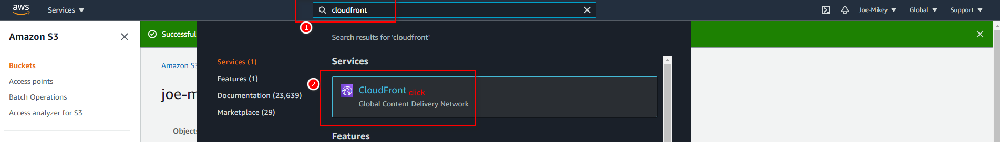 aws Services ▼ cloudfront Joe-Mikey ▼ Global ▼ Support ▼
1
Amazon S3
Successfull
Search results for 'cloudfront'
Buckets
Access points
Batch Operations
Access analyzer for S3
Amazon S3
joe-m
Objects
Services (1)
Features (1)
Documentation (23,639)
Marketplace (29)
Services
2
CloudFront click
Global Content Delivery Network
Features